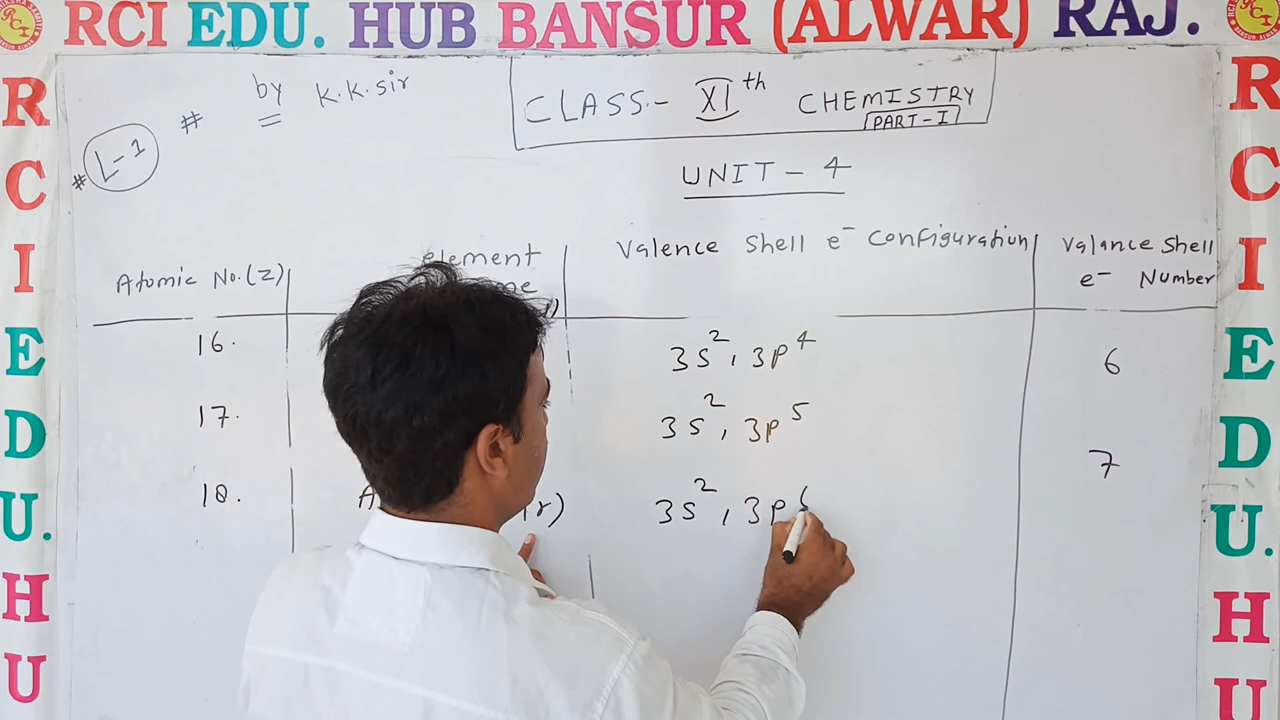 RCI EDU. HUB BANSUR (ALWAR) RAJ.
R
C
I
E
D
U.
H
U
# by K.K.sir
# L-1
CLASS:- XIth CHEMISTRY
PART-I
UNIT - 4
Atomic No.(Z)
element
Valence shell e- configuration
Valance shell
e- Number
16. 3s2, 3p4 6
17. 3s2, 3p5 7
18. 3s2, 3p6
R
C
I
E
D
U.
H
U